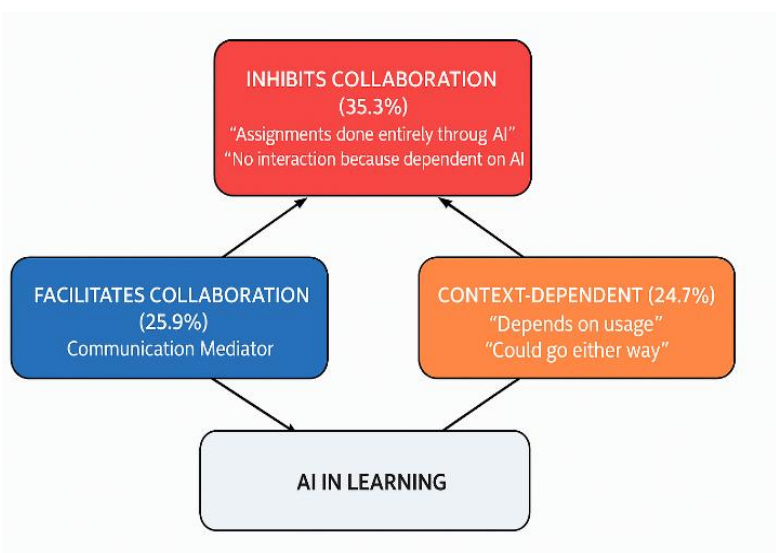 INHIBITS COLLABORATION
(35.3%)
“Assignments done entirely throug AI”
“No interaction because dependent on AI
FACILITATES COLLABORATION
(25.9%)
Communication Mediator
CONTEXT-DEPENDENT (24.7%)
“Depends on usage”
“Could go either way”
AI IN LEARNING